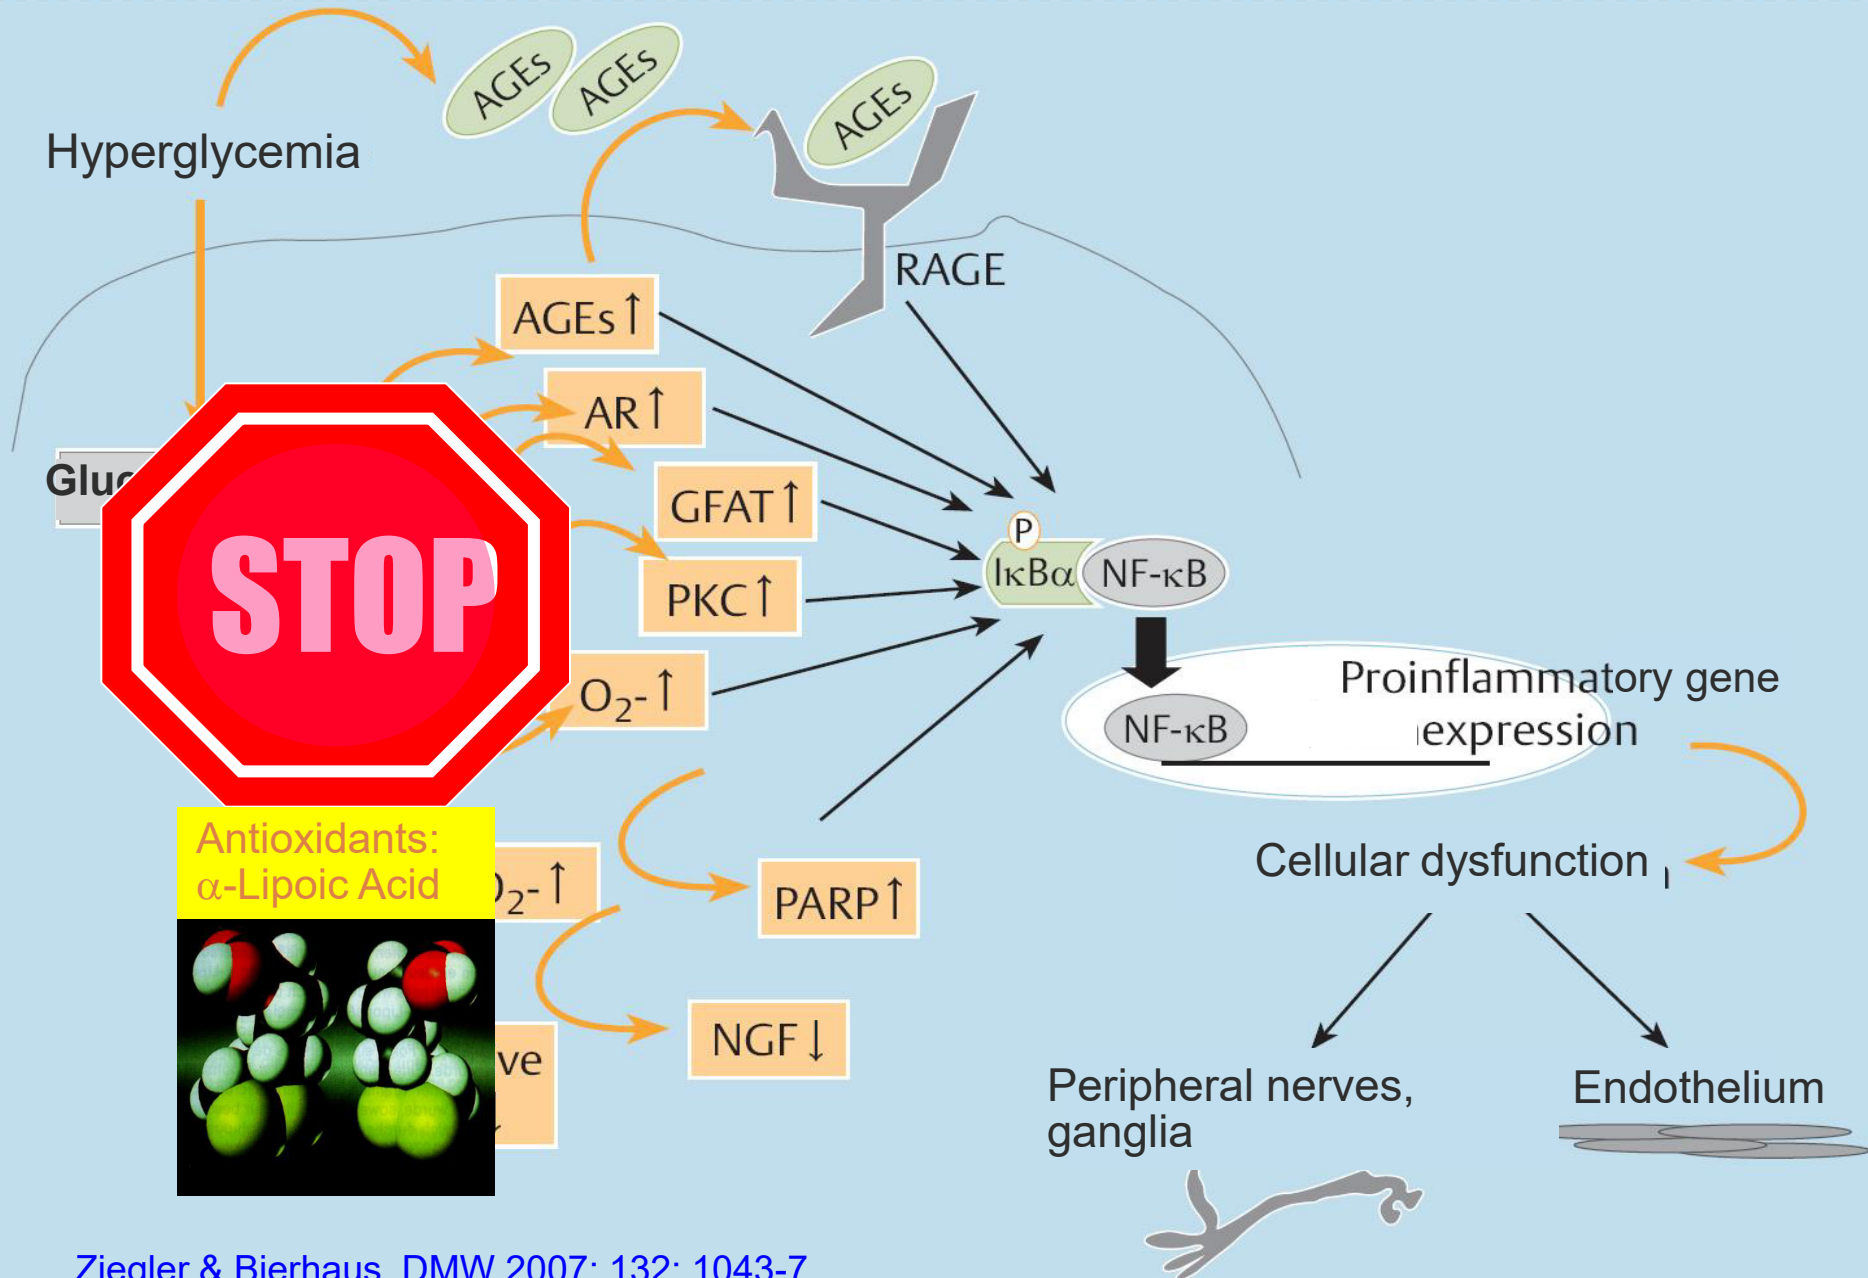 AGEs
AGEs
AGEs
Hyperglycemia
RAGE
AGEs↑
AR↑
Gluc
GFAT↑
STOP
P
IκBα
NF-κB
PKC↑
O₂-↑
Proinflammatory gene
NF-κB
expression
Antioxidants:
α-Lipoic Acid
O₂-↑
PARP↑
Cellular dysfunction
NGF↓
ve
Peripheral nerves,
ganglia
Endothelium
Ziegler & Bierhaus, DMW 2007; 132: 1043-7